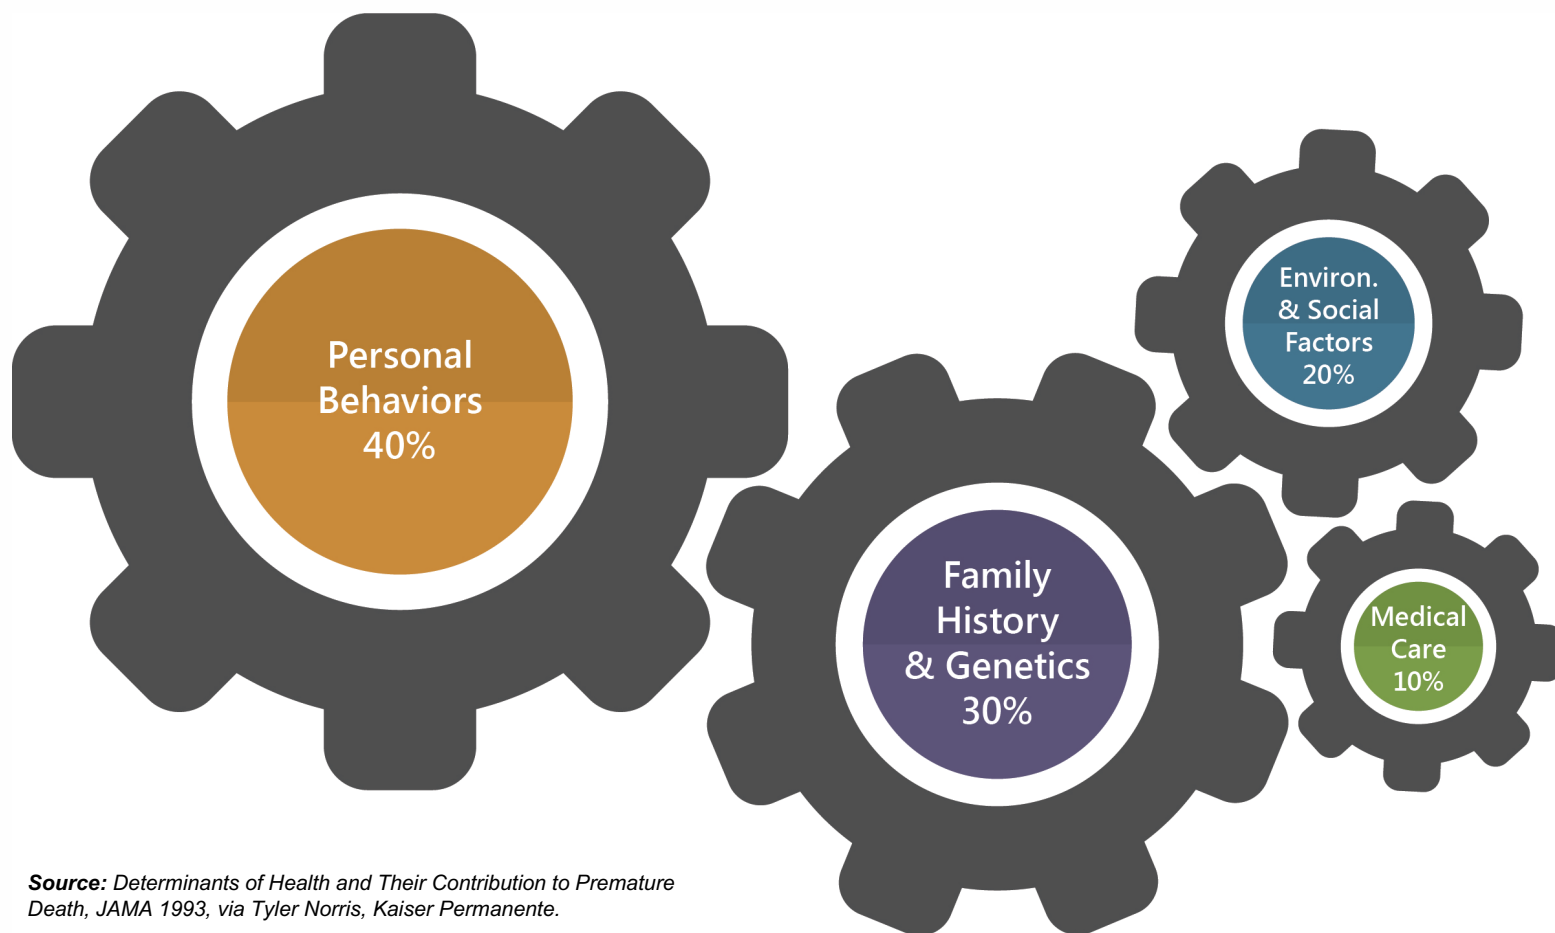 Personal
Behaviors
40%
Family
History
& Genetics
30%
Environ.
& Social
Factors
20%
Medical
Care
10%
Source: Determinants of Health and Their Contribution to Premature
Death, JAMA 1993, via Tyler Norris, Kaiser Permanente.